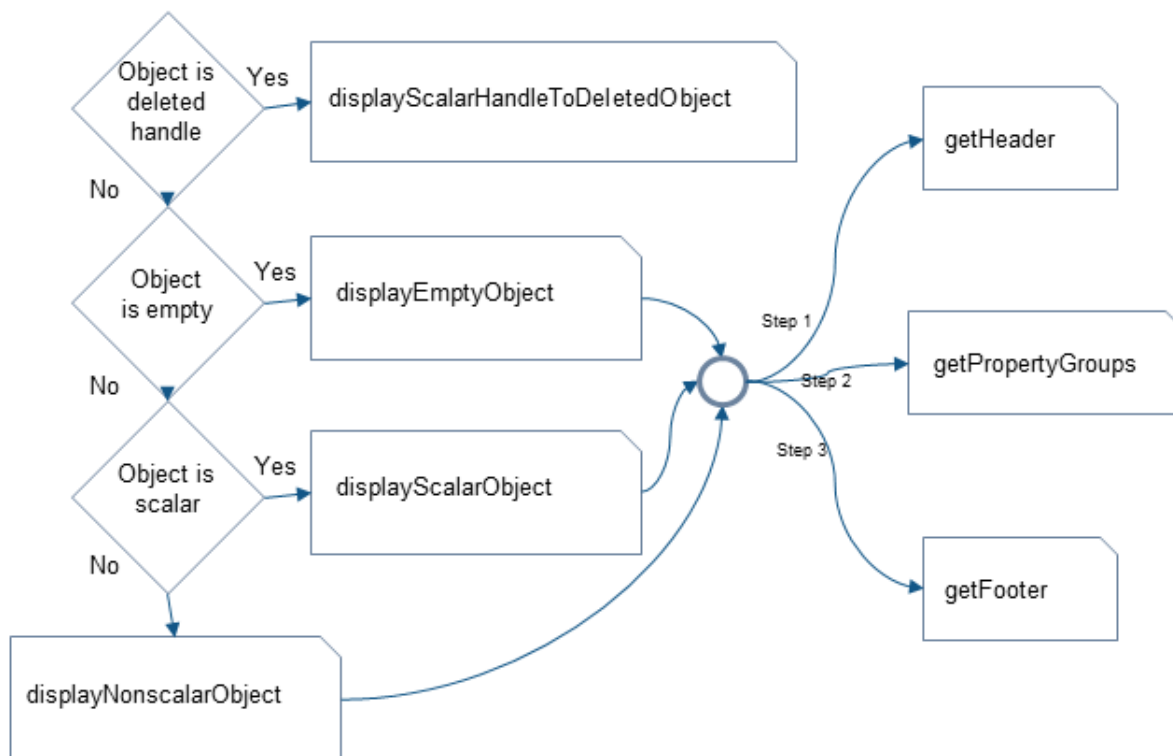 Object is
deleted
handle
Yes
displayScalarHandleToDeletedObject
getHeader
No
Object
is empty
Yes
displayEmptyObject
Step 1
getPropertyGroups
Step 2
No
Object is
scalar
Yes
displayScalarObject
Step 3
No
getFooter
displayNonscalarObject